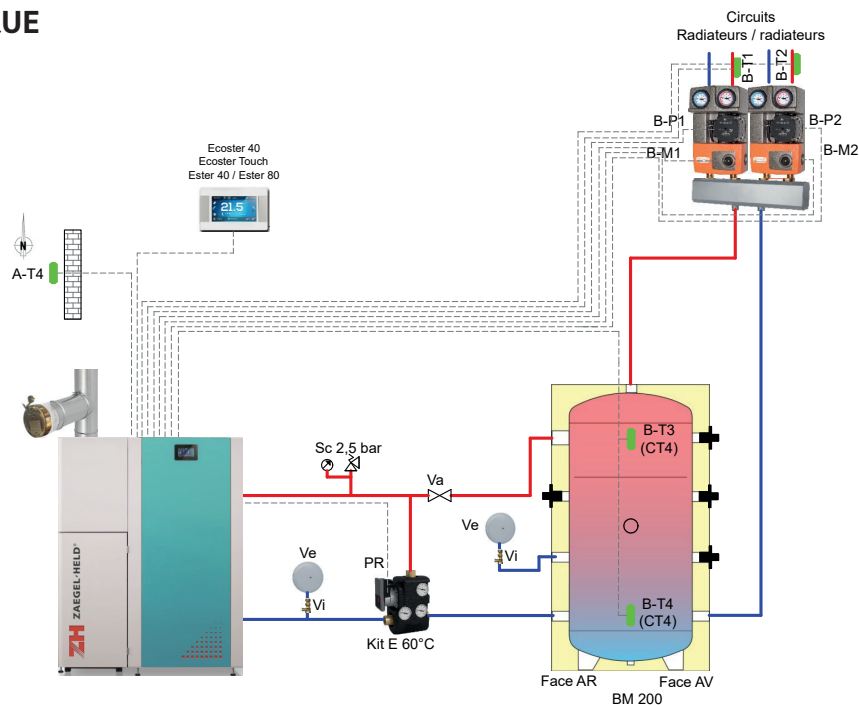 RUE
Circuits
Radiateurs / radiateurs
B-T1
B-T2
B-P1
B-P2
B-M1
B-M2
Ecoster 40
Ecoster Touch
Ester 40 / Ester 80
21.5
N
A-T4
Sc 2,5 bar
Va
B-T3
(CT4)
Ve
Vi
Ve
Vi
PR
B-T4
(CT4)
Kit E 60°C
ZH ZAEGEL-HELD®
Face AR
Face AV
BM 200